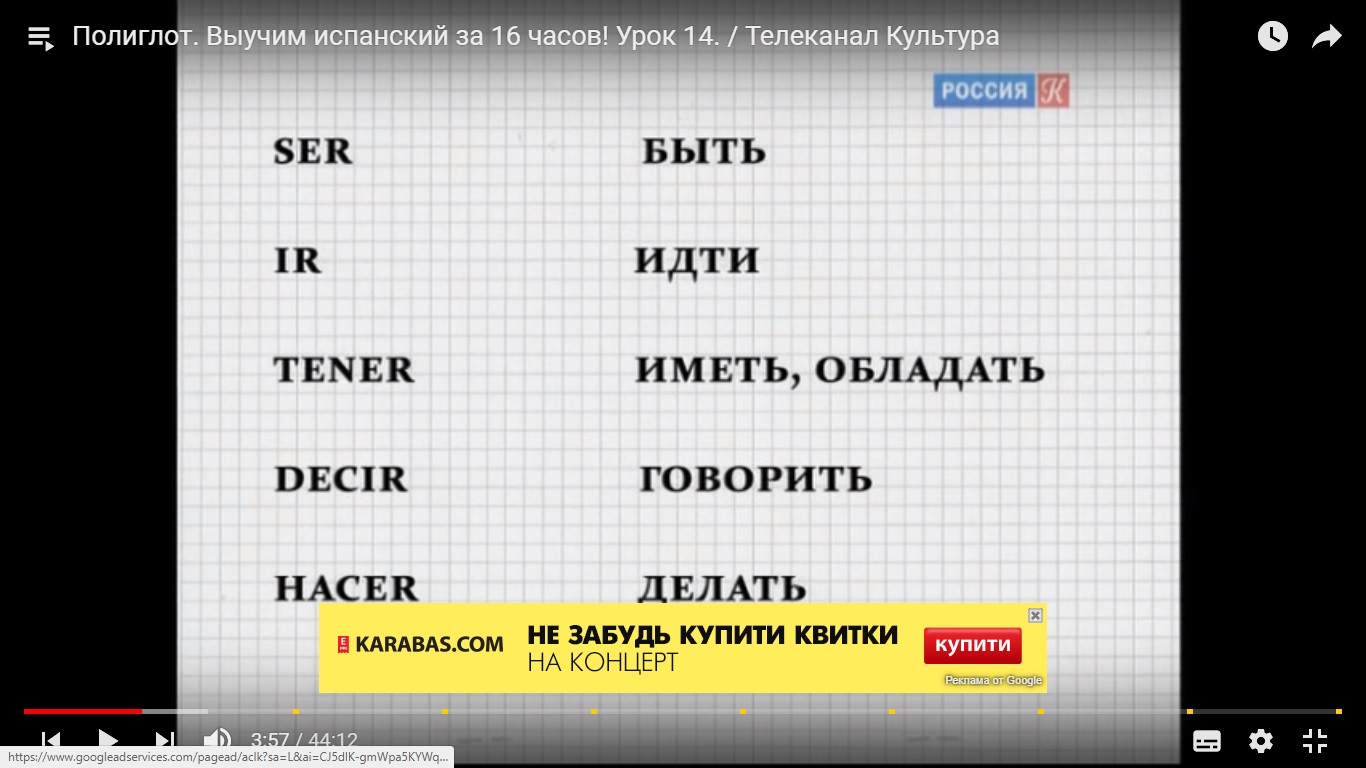 Полиглот. Выучим испанский за 16 часов! Урок 14. / Телеканал Культура
РОССИЯ К
SER БЫТЬ
IR ИДТИ
TENER ИМЕТЬ, ОБЛАДАТЬ
DECIR ГОВОРИТЬ
HACER ДЕЛАТЬ
KARABAS.COM
НЕ ЗАБУДЬ КУПИТИ КВИТКИ
НА КОНЦЕРТ
купити
Реклама от Google
3:57 / 44:12
https://www.googleadservices.com/pagead/aclk?sa=L&ai=CJ5dlK-gmWpa5KYWq...